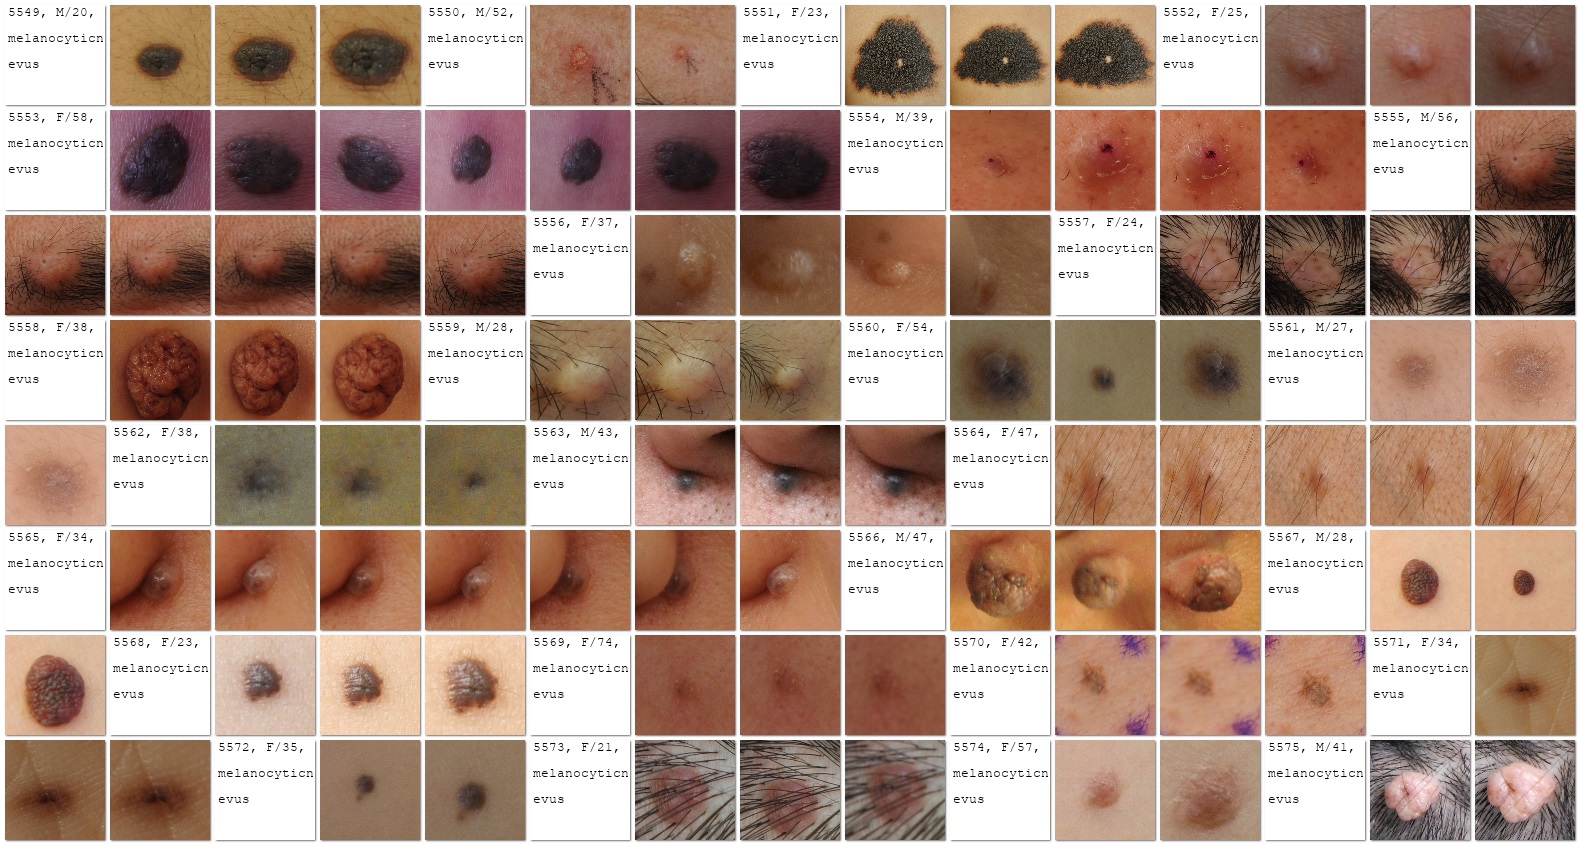 5549, M/20,
melanocyticn
evus
5550, M/52,
melanocyticn
evus
5551, F/23,
melanocyticn
evus
5552, F/25,
melanocyticn
evus
5553, F/58,
melanocyticn
evus
5554, M/39,
melanocyticn
evus
5555, M/56,
melanocyticn
evus
5556, F/37,
melanocyticn
evus
5557, F/24,
melanocyticn
evus
5558, F/38,
melanocyticn
evus
5559, M/28,
melanocyticn
evus
5560, F/54,
melanocyticn
evus
5561, M/27,
melanocyticn
evus
5562, F/38,
melanocyticn
evus
5563, M/43,
melanocyticn
evus
5564, F/47,
melanocyticn
evus
5565, F/34,
melanocyticn
evus
5566, M/47,
melanocyticn
evus
5567, M/28,
melanocyticn
evus
5568, F/23,
melanocyticn
evus
5569, F/74,
melanocyticn
evus
5570, F/42,
melanocyticn
evus
5571, F/34,
melanocyticn
evus
5572, F/35,
melanocyticn
evus
5573, F/21,
melanocyticn
evus
5574, F/57,
melanocyticn
evus
5575, M/41,
melanocyticn
evus